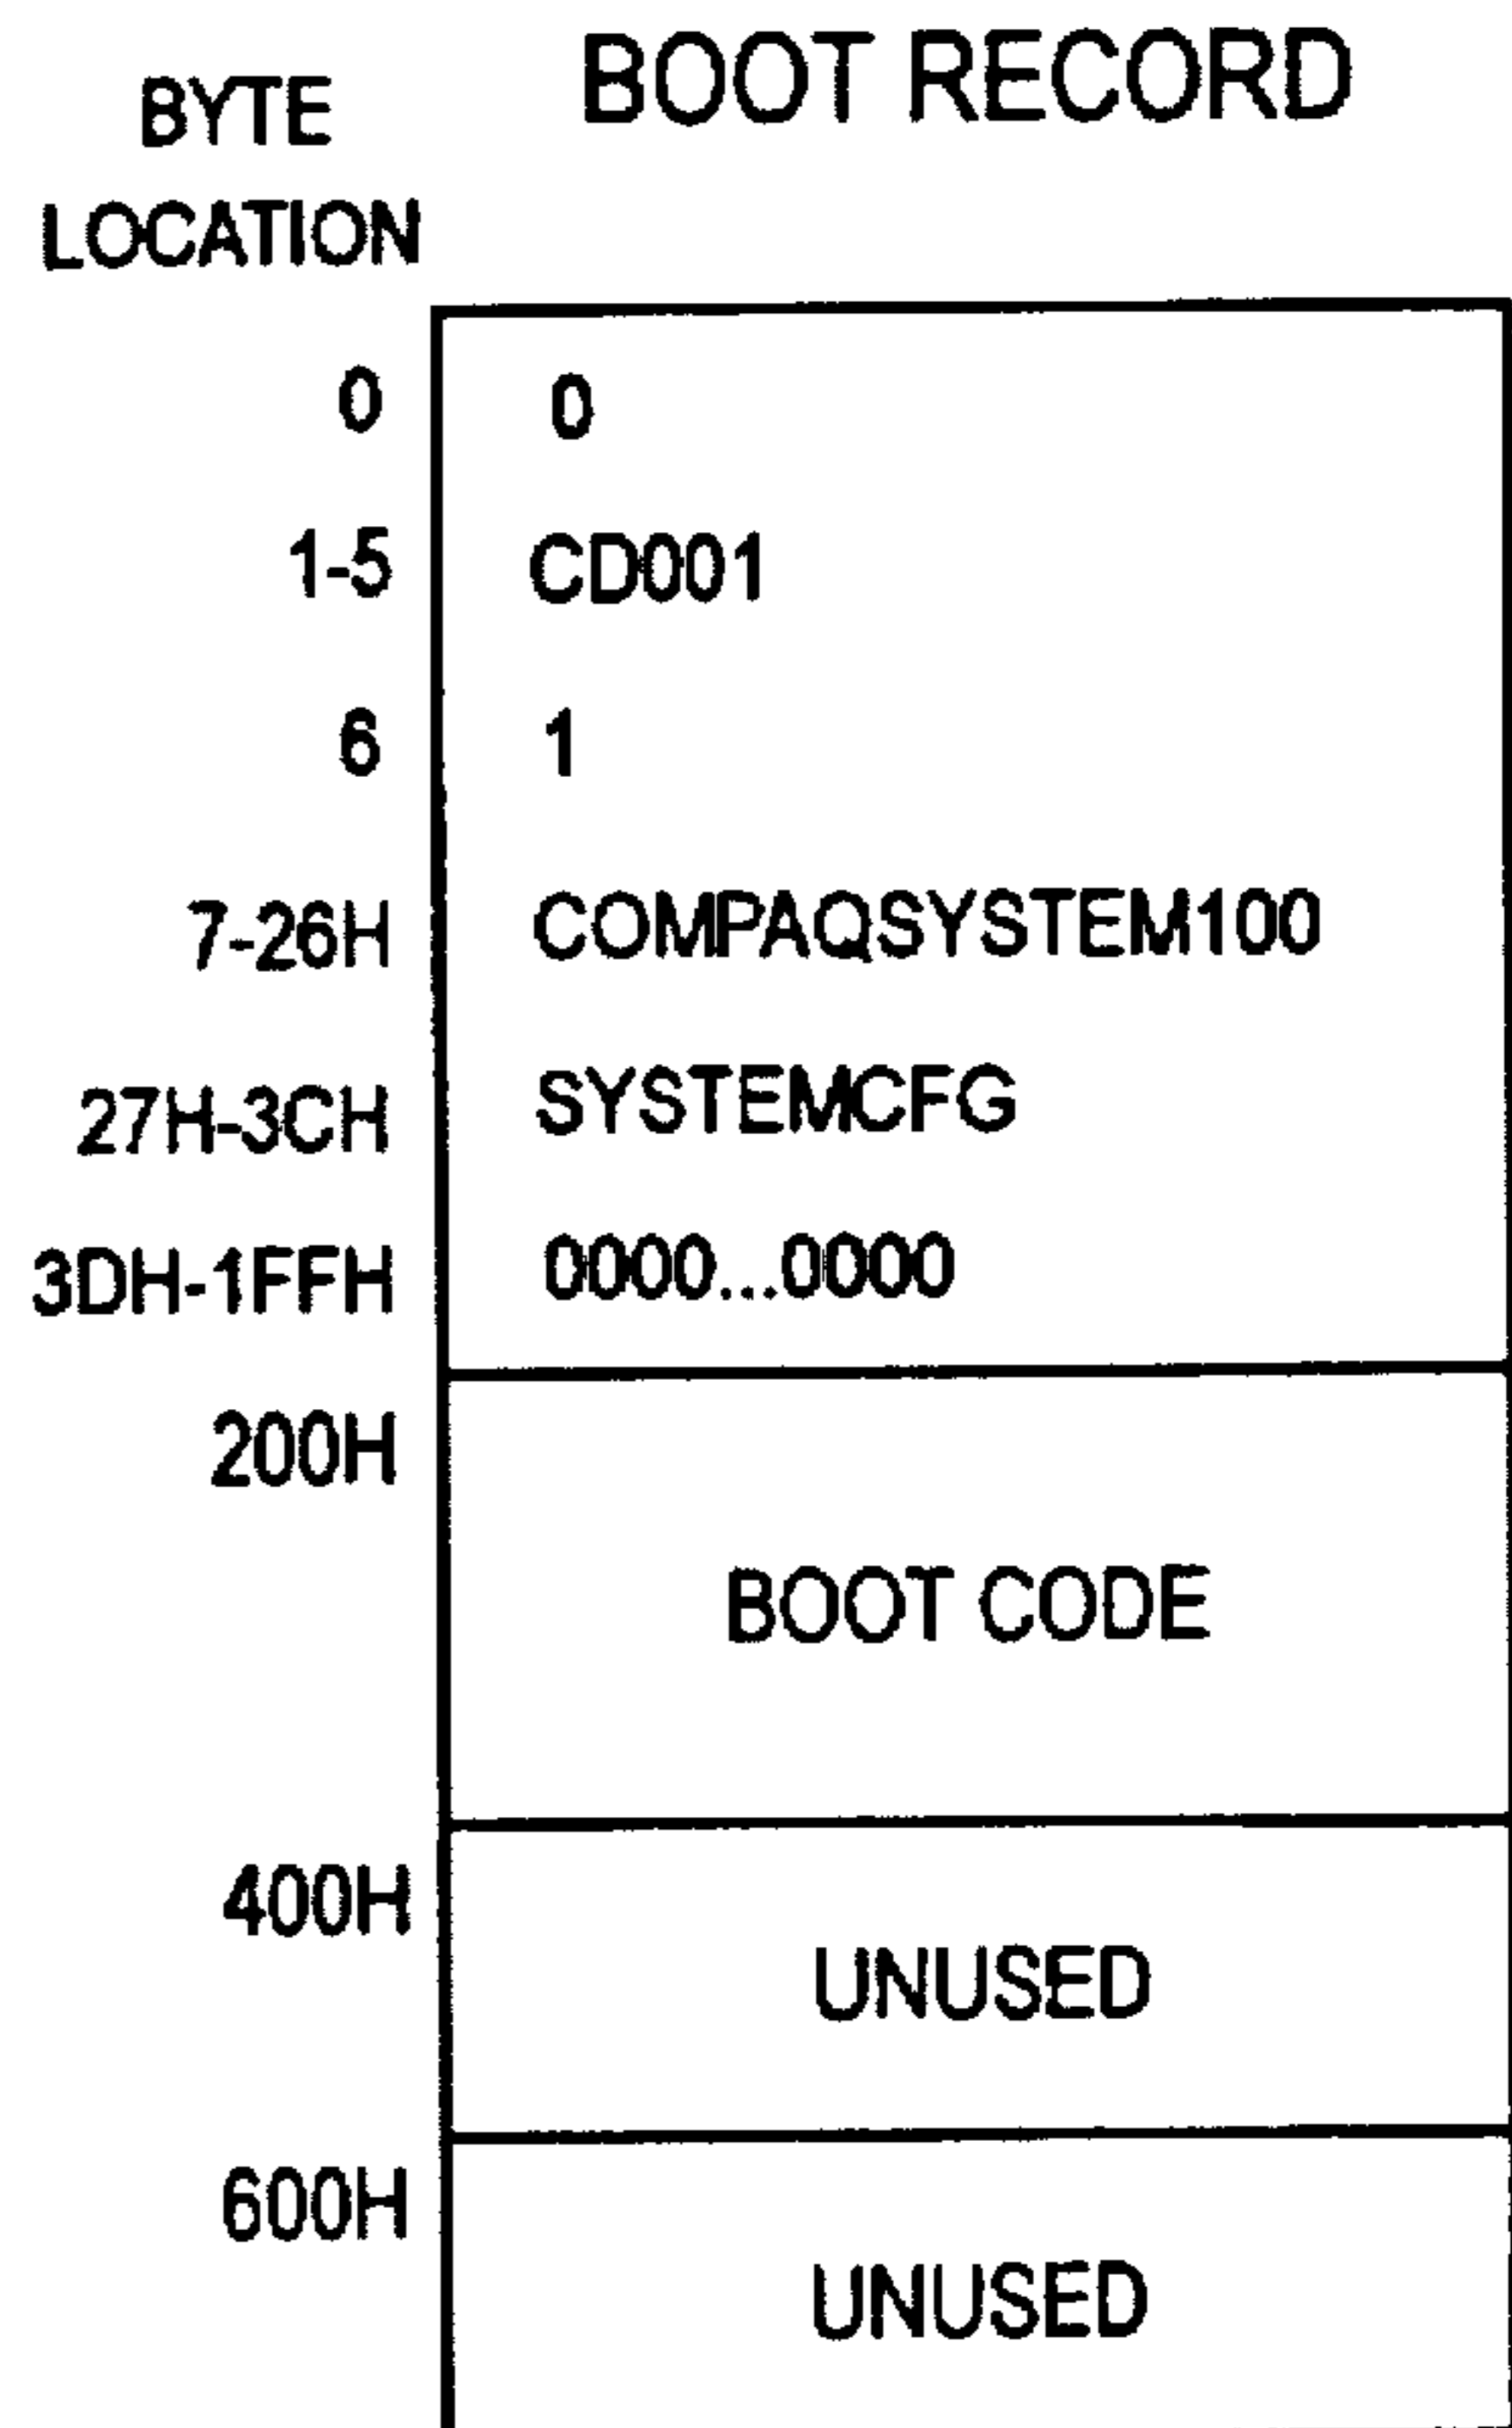 BOOT RECORD
BYTE
LOCATION
0 0
1-5 CD001
6 1
7-26H COMPAQSYSTEM100
27H-3CH SYSTEMCFG
3DH-1FFH 0000...0000
200H
BOOT CODE
400H
UNUSED
600H
UNUSED